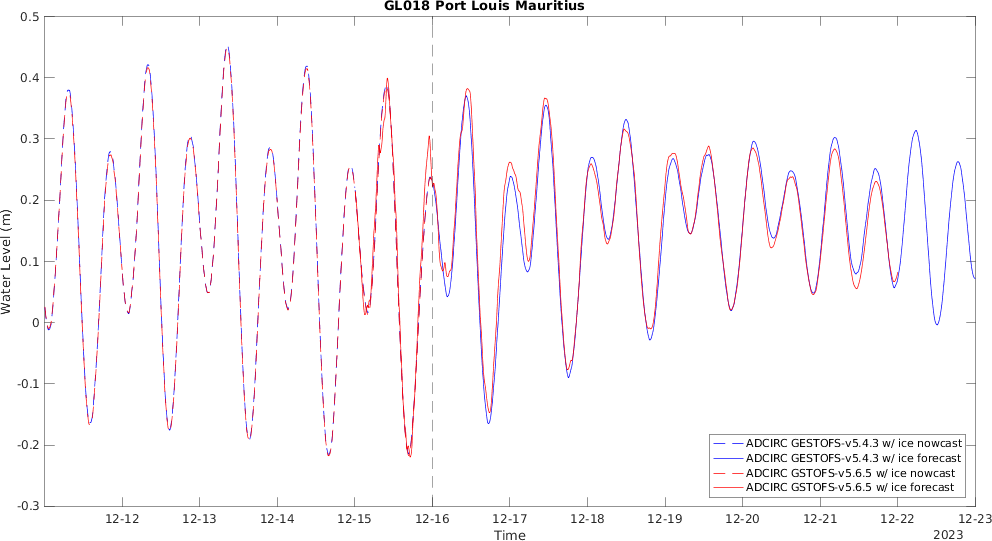 GL018 Port Louis Mauritius
0.5
0.4
0.3
0.2
0.1
0
-0.1
-0.2
-0.3
Water Level (m)
ADCIRC GESTOFS-v5.4.3 w/ ice nowcast
ADCIRC GESTOFS-v5.4.3 w/ ice forecast
ADCIRC GSTOFS-v5.6.5 w/ ice nowcast
ADCIRC GSTOFS-v5.6.5 w/ ice forecast
12-12 12-13 12-14 12-15 12-16 12-17 12-18 12-19 12-20 12-21 12-22 12-23
Time
2023